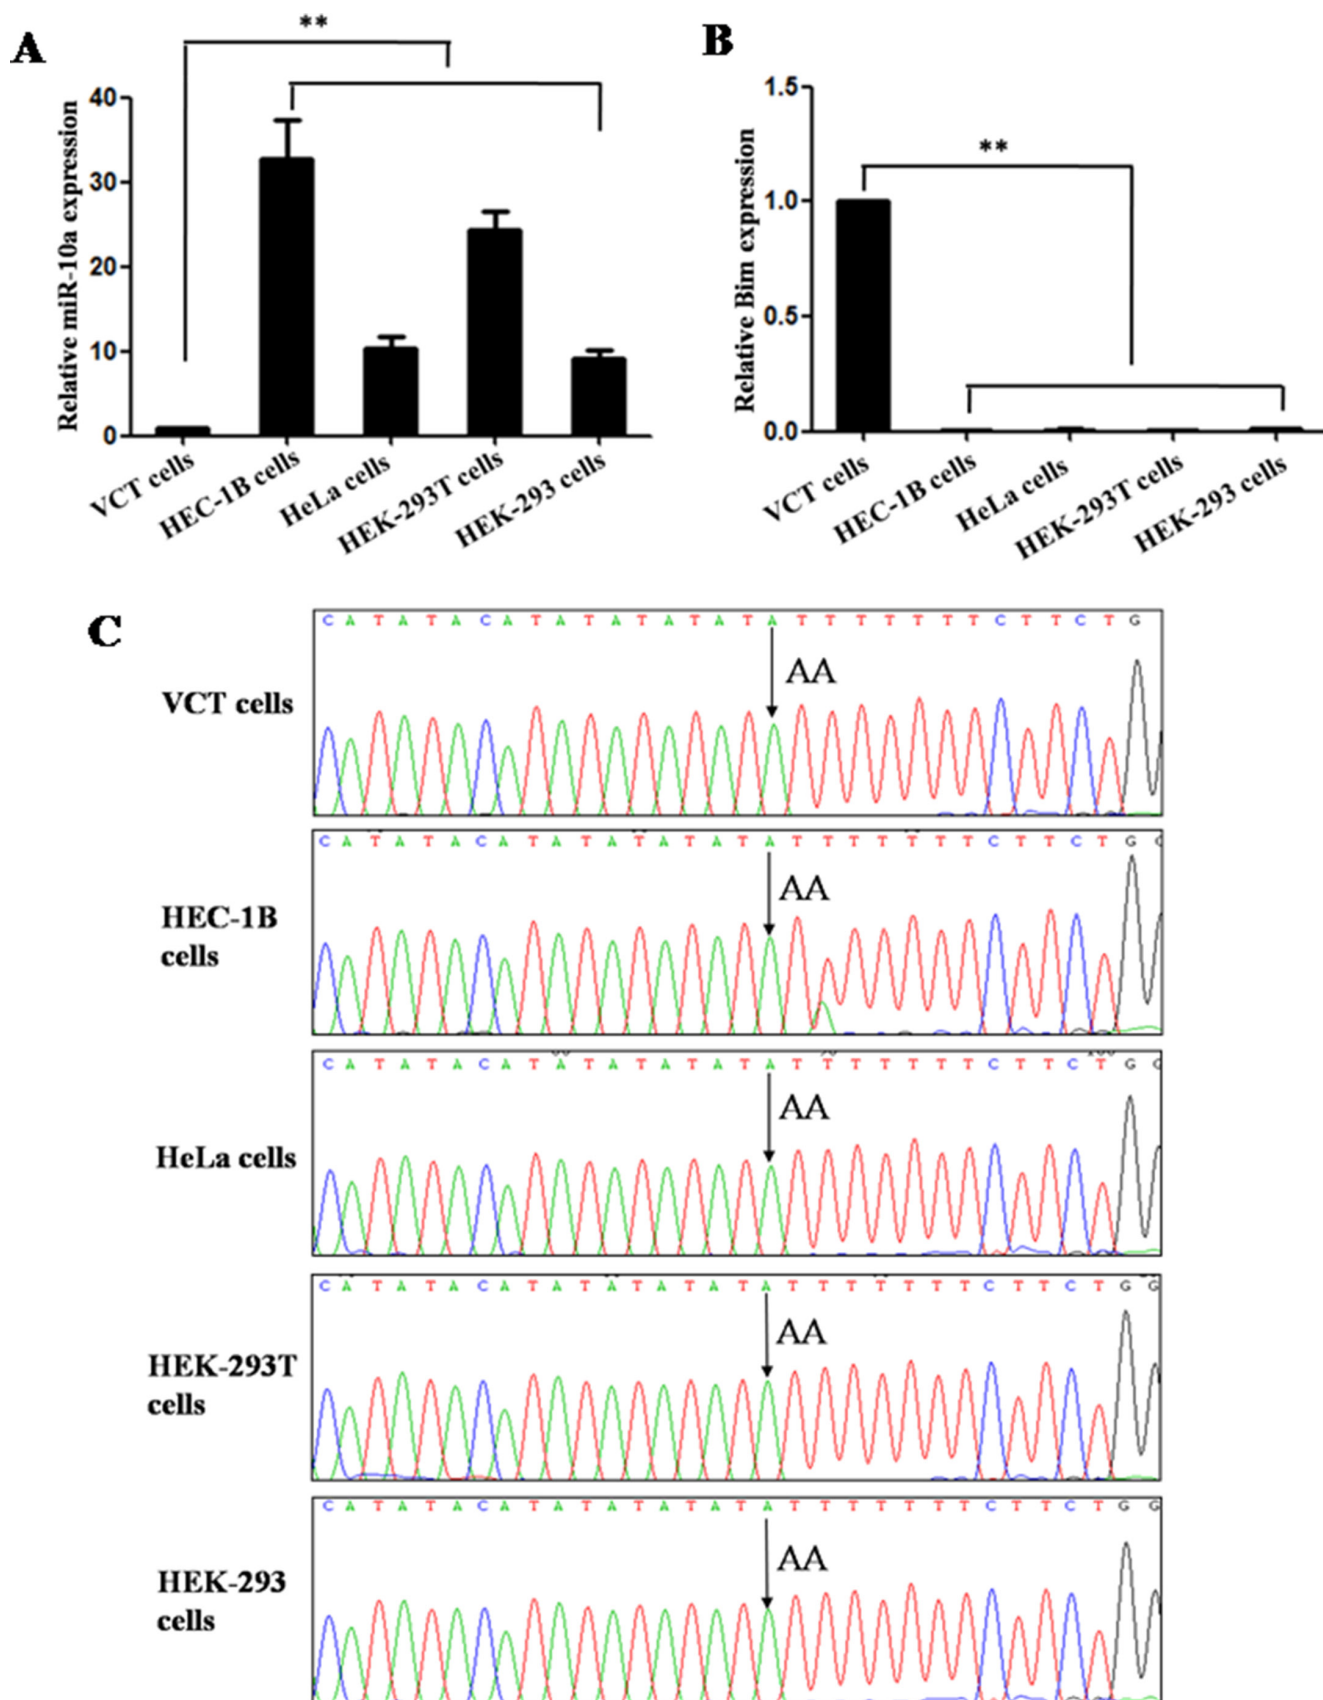 A
**
Relative miR-10a expression
40
30
20
10
0
VCT cells
HEC-1B cells
HeLa cells
HEK-293T cells
HEK-293 cells
B
**
Relative Bim expression
1.5
1.0
0.5
0.0
VCT cells
HEC-1B cells
HeLa cells
HEK-293T cells
HEK-293 cells
C
VCT cells
C A T A T A C A T A T A T A T A T A T T T T T T T C T T C T G
AA
HEC-1B
cells
C A T A T A C A T A T A T A T A T A T T T T T T T C T T C T G
AA
HeLa cells
C A T A T A C A T A T A T A T A T A T T T T T T T C T T C T G
AA
HEK-293T
cells
C A T A T A C A T A T A T A T A T A T T T T T T T C T T C T G G
AA
HEK-293
cells
C A T A T A C A T A T A T A T A T A T T T T T T T C T T C T G G
AA